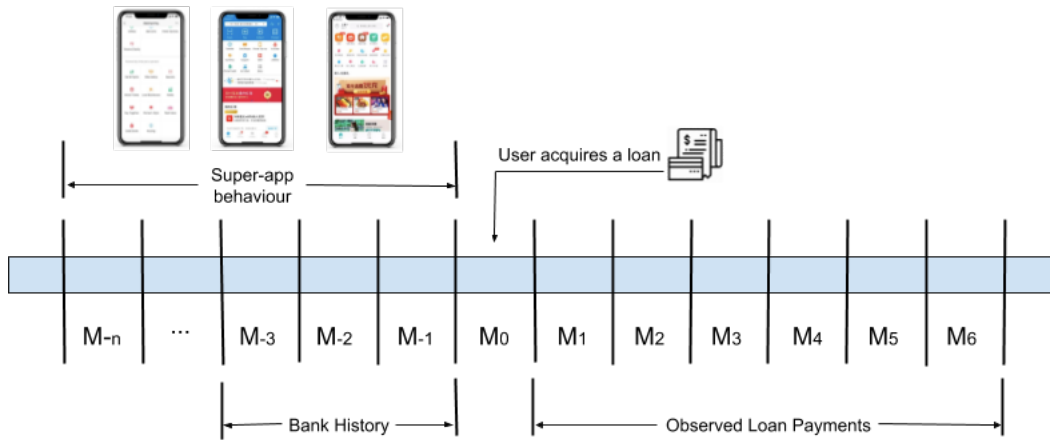 User acquires a loan
Super-app
behaviour
M-n
...
M-3
M-2
M-1
M0
M1
M2
M3
M4
M5
M6
Bank History
Observed Loan Payments